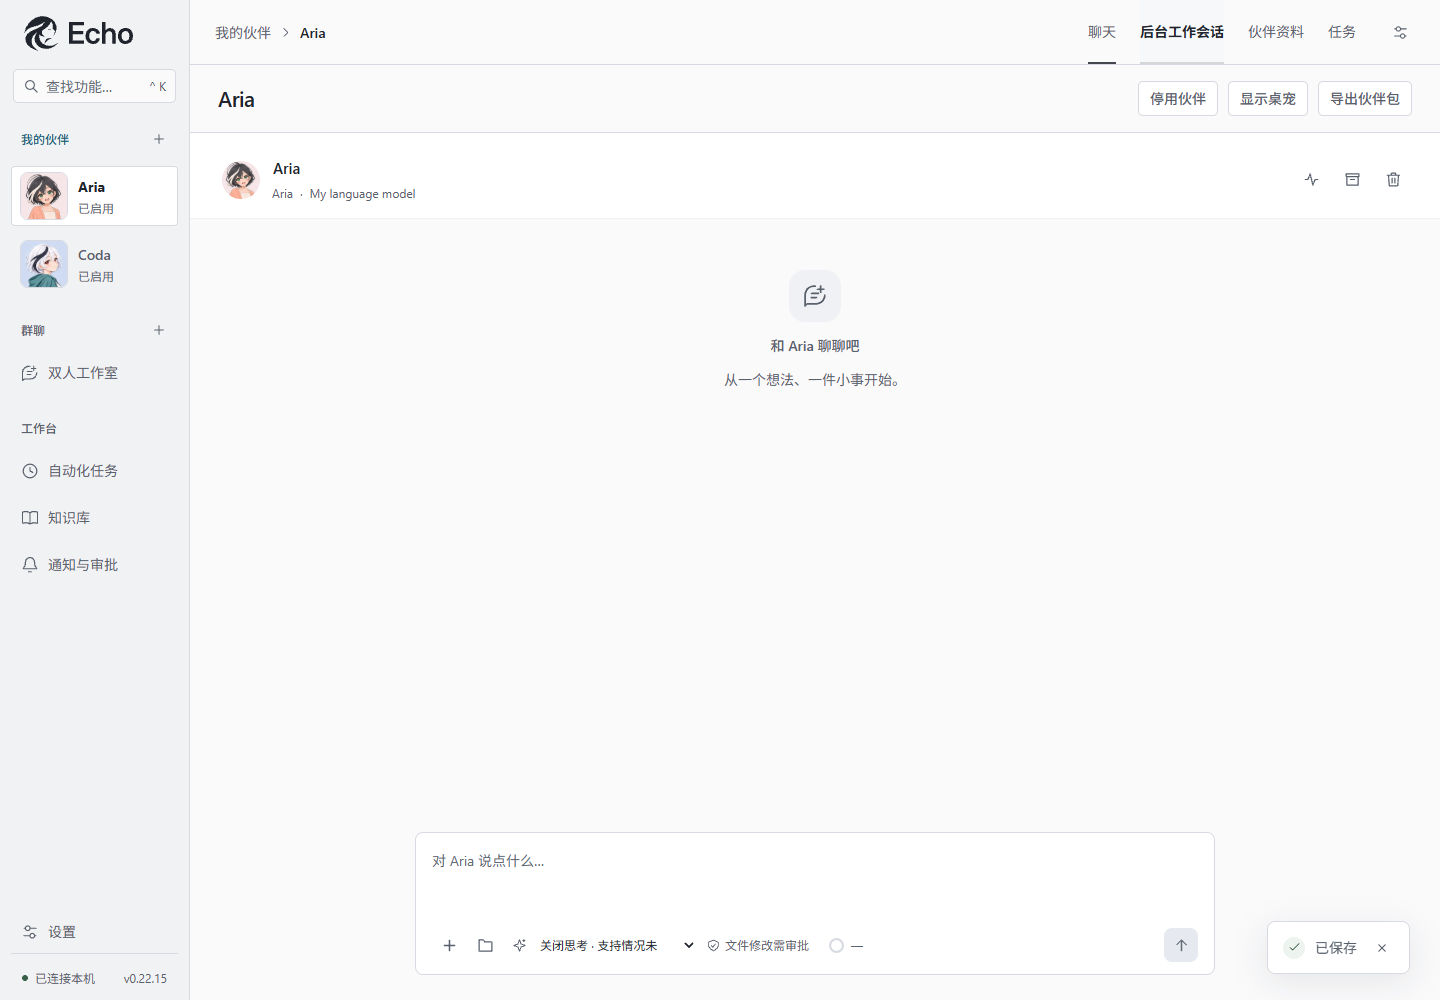 Echo
查找功能... ^ K
我的伙伴
Aria
已启用
Coda
已启用
群聊
双人工作室
工作台
自动化任务
知识库
通知与审批
设置
已连接本机 v0.22.15
我的伙伴 > Aria
聊天 后台工作会话 伙伴资料 任务
Aria
停用伙伴 显示桌宠 导出伙伴包
Aria
Aria · My language model
和 Aria 聊聊吧
从一个想法、一件小事开始。
对 Aria 说点什么...
关闭思考 · 支持情况未 文件修改需审批 —
已保存